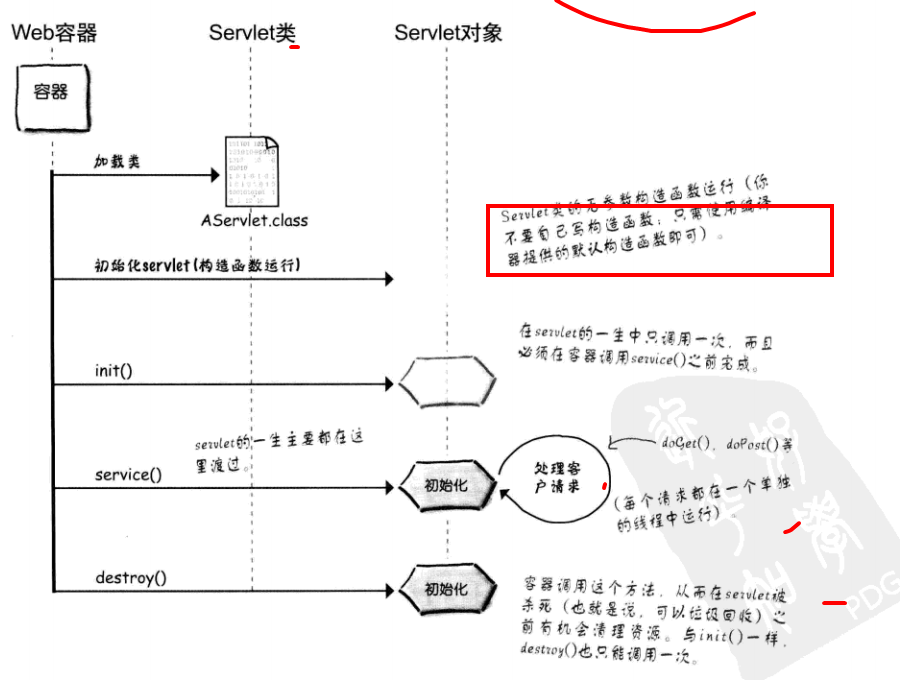 Web容器
Servlet类
Servlet对象
容器
加载类
AServlet.class
Servlet类的无参数构造函数运行（你
不要自己写构造函数；只需使用编译
器提供的默认构造函数即可）。
初始化servlet(构造函数运行)
在servlet的一生中只调用一次，而且
必须在容器调用service()之前完成。
init()
servlet的一生主要都在这
里渡过。
service()
初始化
处理客
户请求
doGet()，doPost()等
（每个请求都在一个单独
的线程中运行）。
destroy()
初始化
容器调用这个方法，从而在servlet被
杀死（也就是说，可以垃圾回收）之
前有机会清理资源。与init()一样，
destroy()也只能调用一次。
PDG